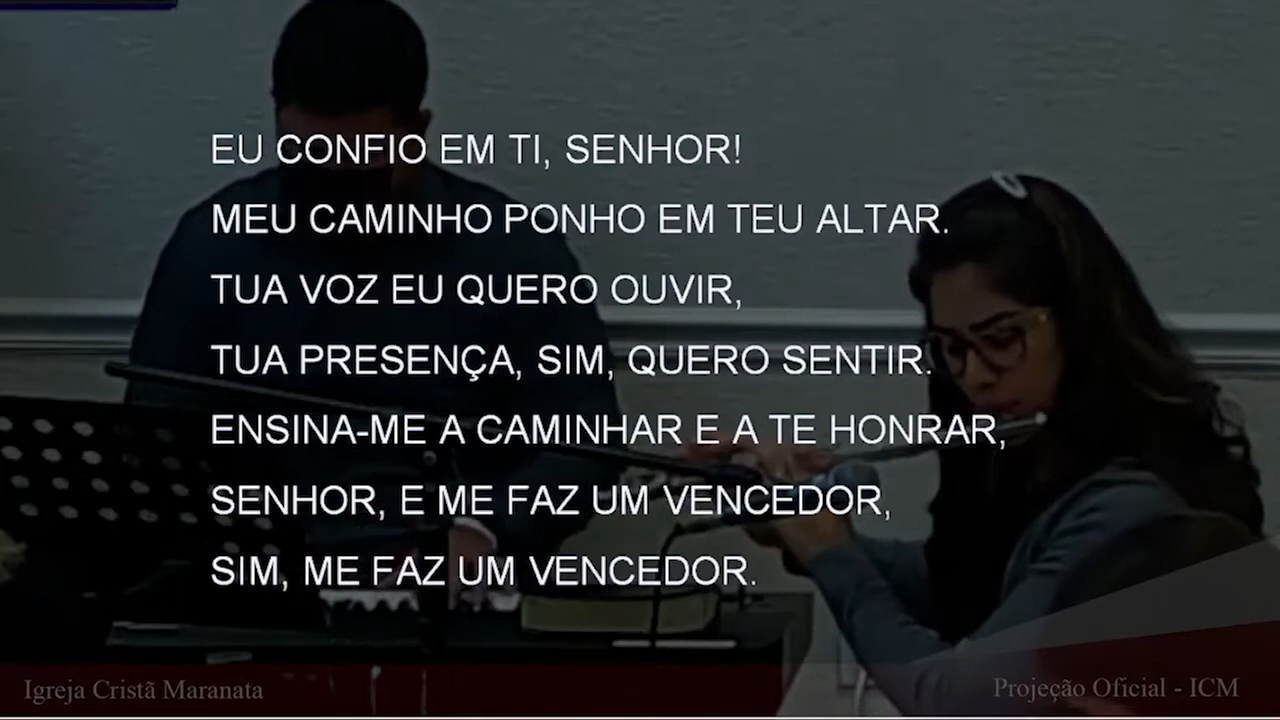 EU CONFIO EM TI, SENHOR!
MEU CAMINHO PONHO EM TEU ALTAR.
TUA VOZ EU QUERO OUVIR,
TUA PRESENÇA, SIM, QUERO SENTIR.
ENSINA-ME A CAMINHAR E A TE HONRAR,
SENHOR, E ME FAZ UM VENCEDOR,
SIM, ME FAZ UM VENCEDOR.
Igreja Cristã Maranata
Projeção Oficial - ICM